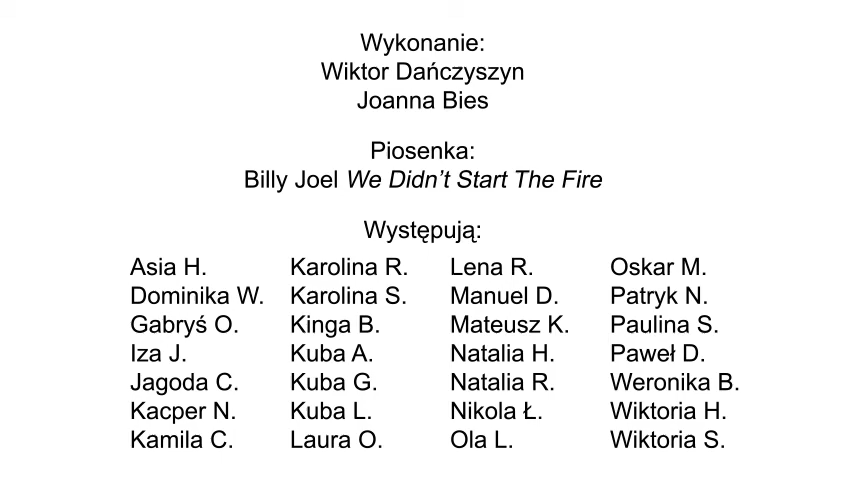 Wykonanie:
Wiktor Dańczyszyn
Joanna Bies
Piosenka:
Billy Joel We Didn't Start The Fire
Występują:
Asia H.
Dominika W.
Gabryś O.
Iza J.
Jagoda C.
Kacper N.
Kamila C.
Karolina R.
Karolina S.
Kinga B.
Kuba A.
Kuba G.
Kuba L.
Laura O.
Lena R.
Manuel D.
Mateusz K.
Natalia H.
Natalia R.
Nikola Ł.
Ola L.
Oskar M.
Patryk N.
Paulina S.
Paweł D.
Weronika B.
Wiktoria H.
Wiktoria S.